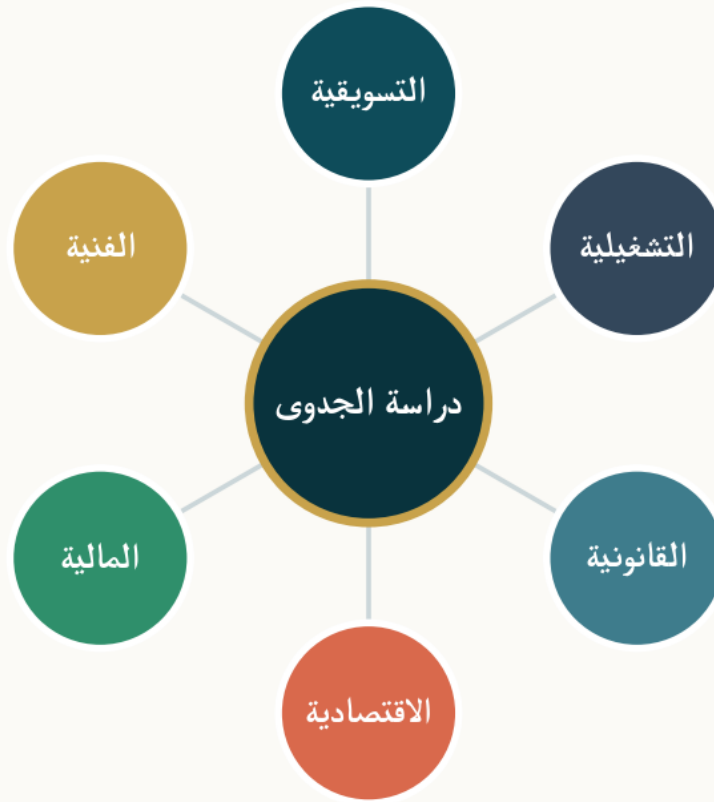 التسويقية
التشغيلية
الفنية
دراسة الجدوى
القانونية
المالية
الاقتصادية